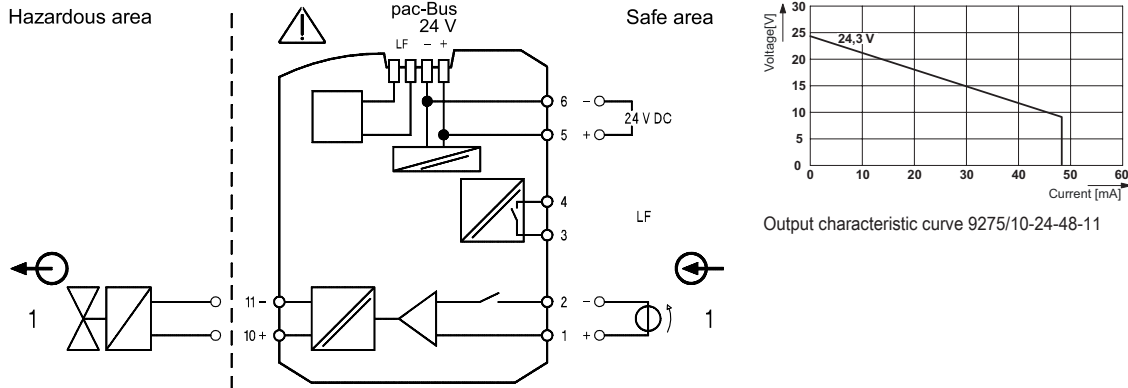 Hazardous area
pac-Bus
24 V
Safe area
LF
− +
6 −
24 V DC
5 +
4
LF
3
1
11 −
2 −
1
10 +
1 +
30
25
20
15
10
5
0
Voltage[V]
24,3 V
0 10 20 30 40 50 60
Current [mA]
Output characteristic curve 9275/10-24-48-11